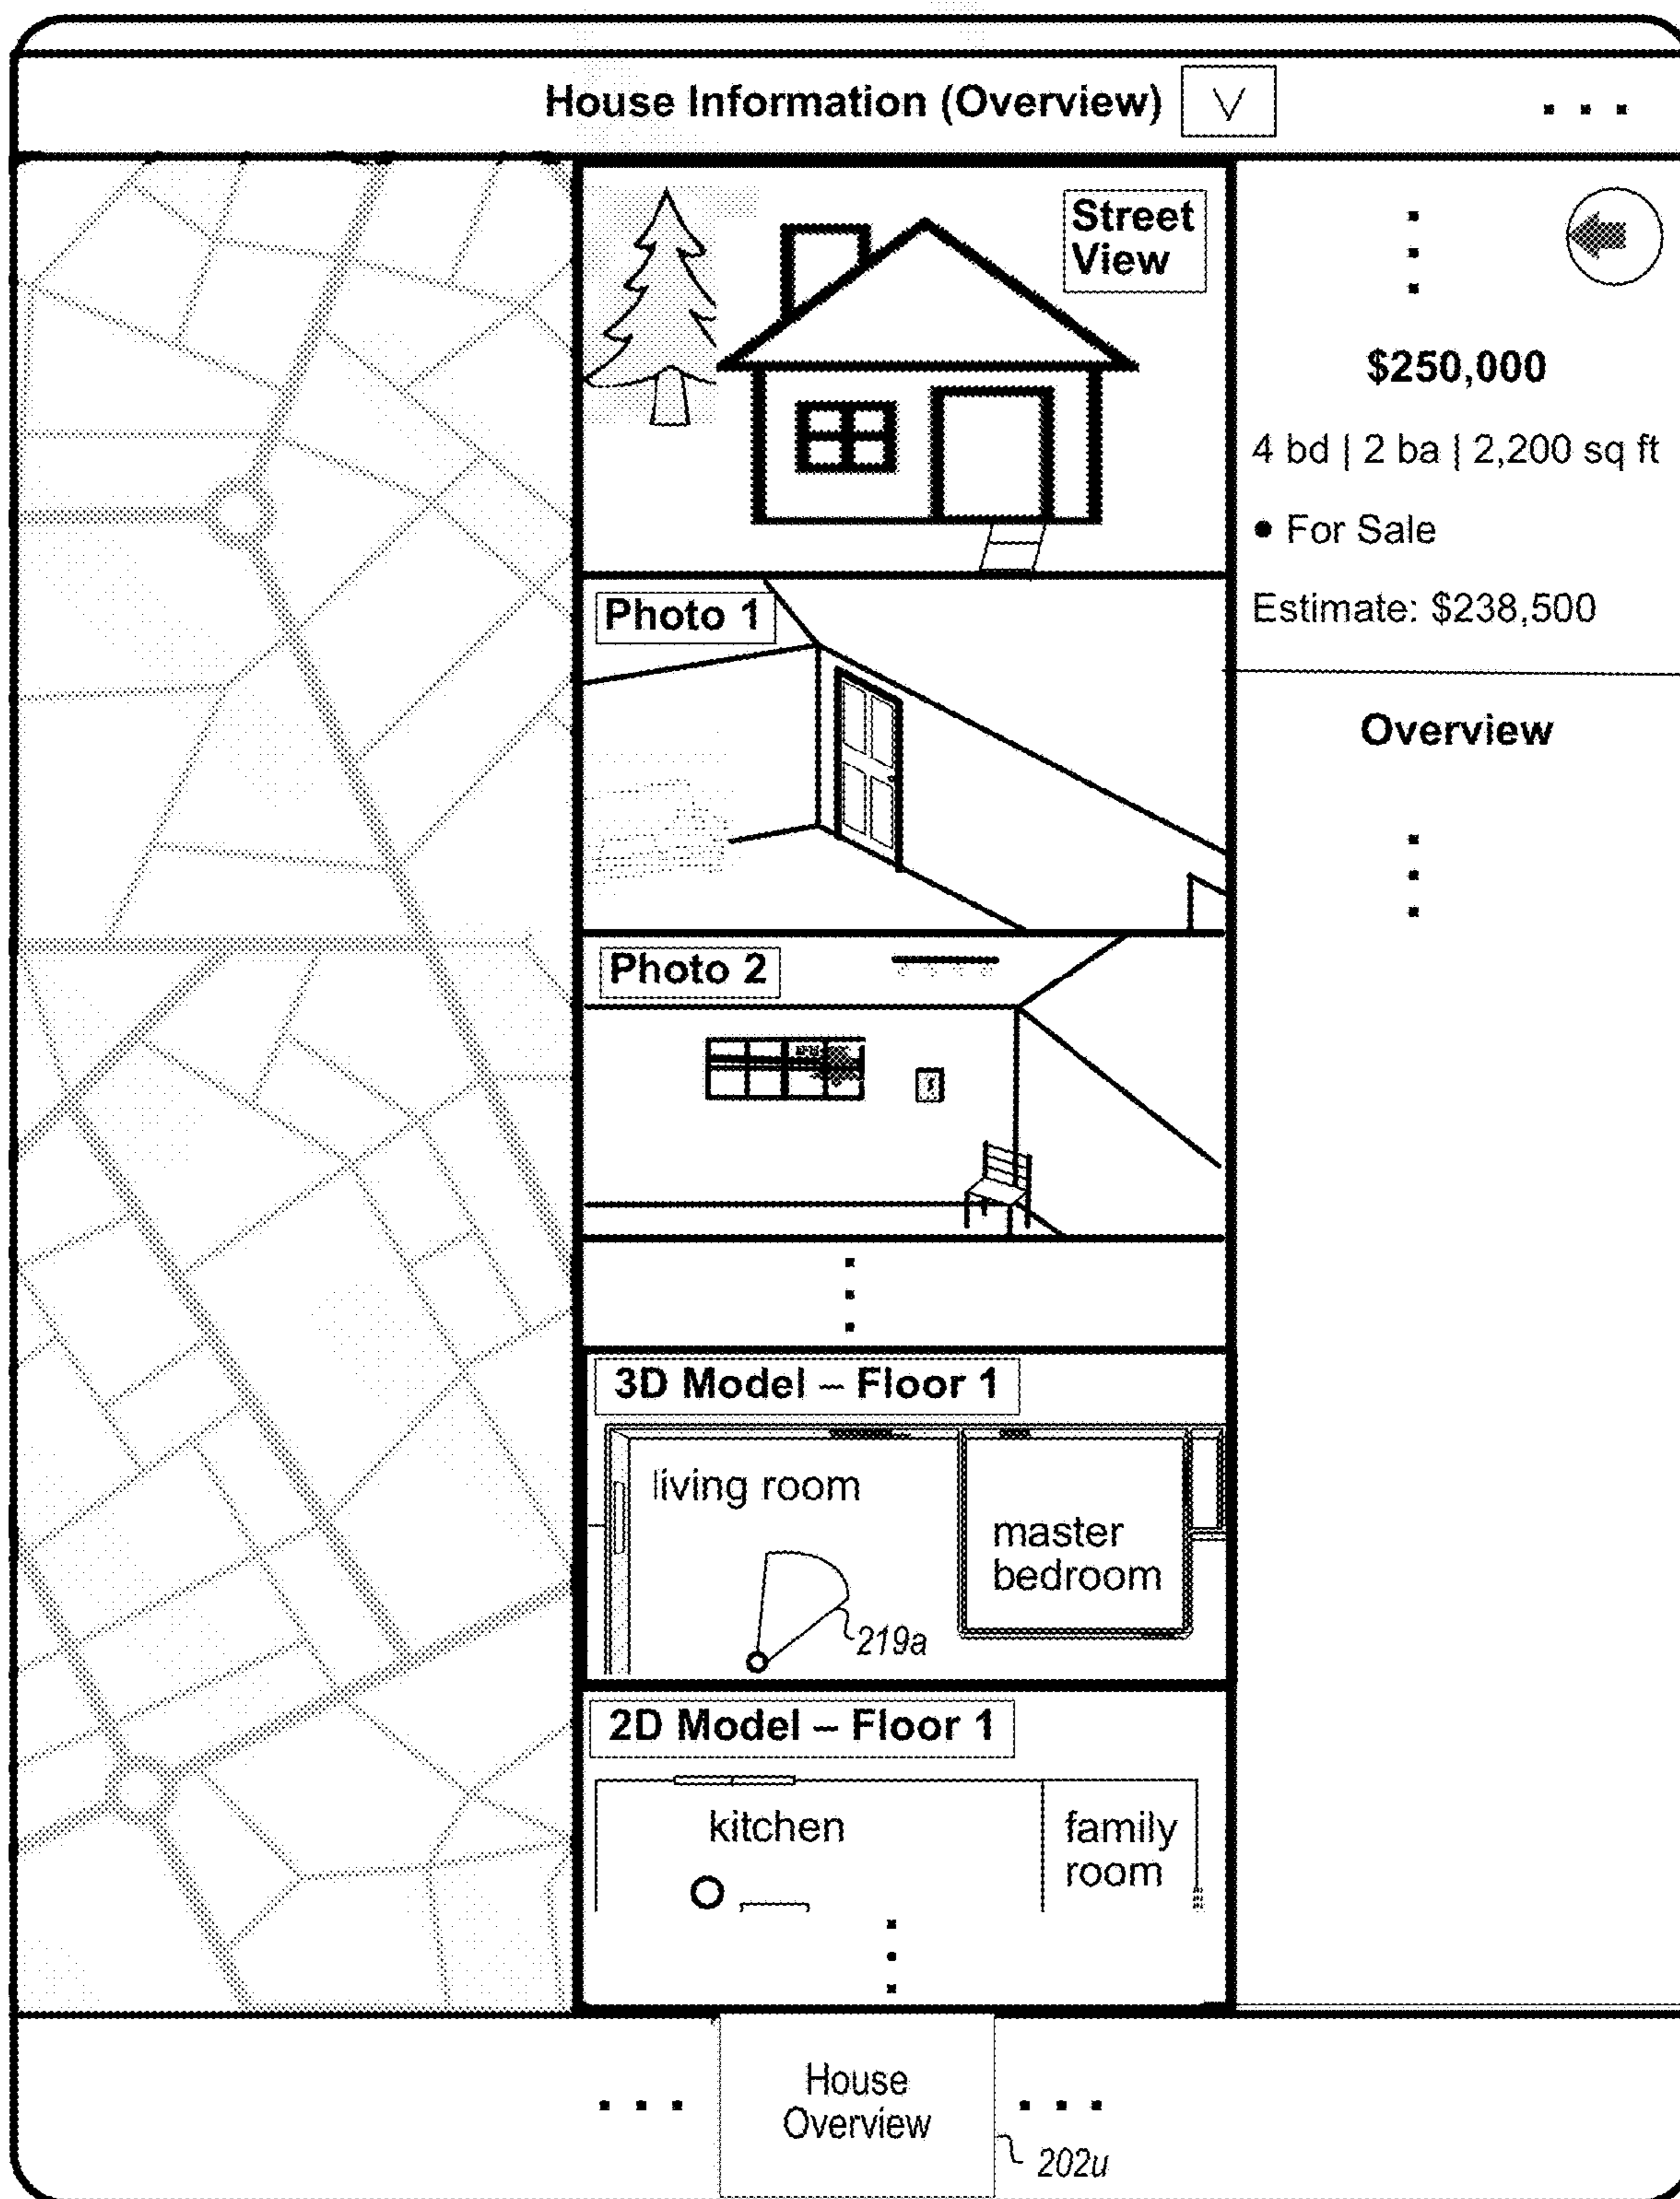 House Information (Overview) V
Street
View
$250,000
4 bd | 2 ba | 2,200 sq ft
• For Sale
Estimate: $238,500
Overview
Photo 1
Photo 2
3D Model – Floor 1
living room
master
bedroom
219a
2D Model – Floor 1
kitchen
family
room
House
Overview
202u